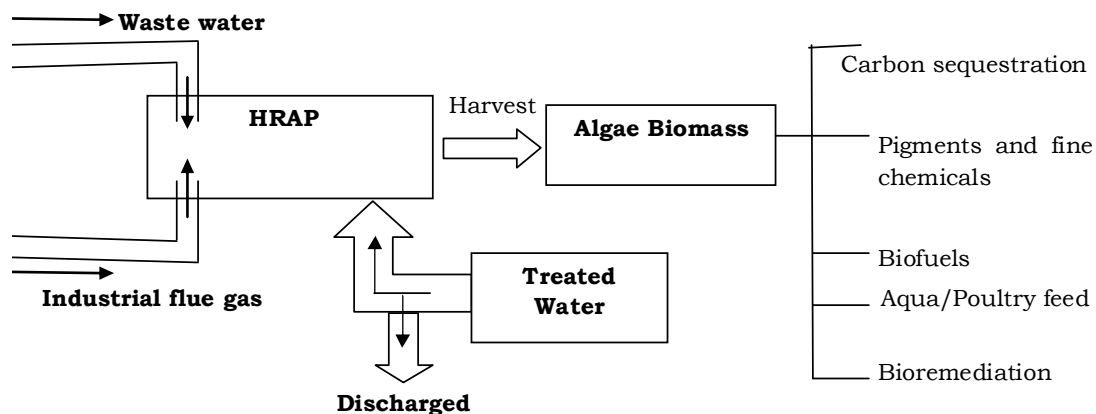 Waste water
HRAP
Harvest
Algae Biomass
Carbon sequestration
Pigments and fine
chemicals
Biofuels
Aqua/Poultry feed
Bioremediation
Industrial flue gas
Treated
Water
Discharged